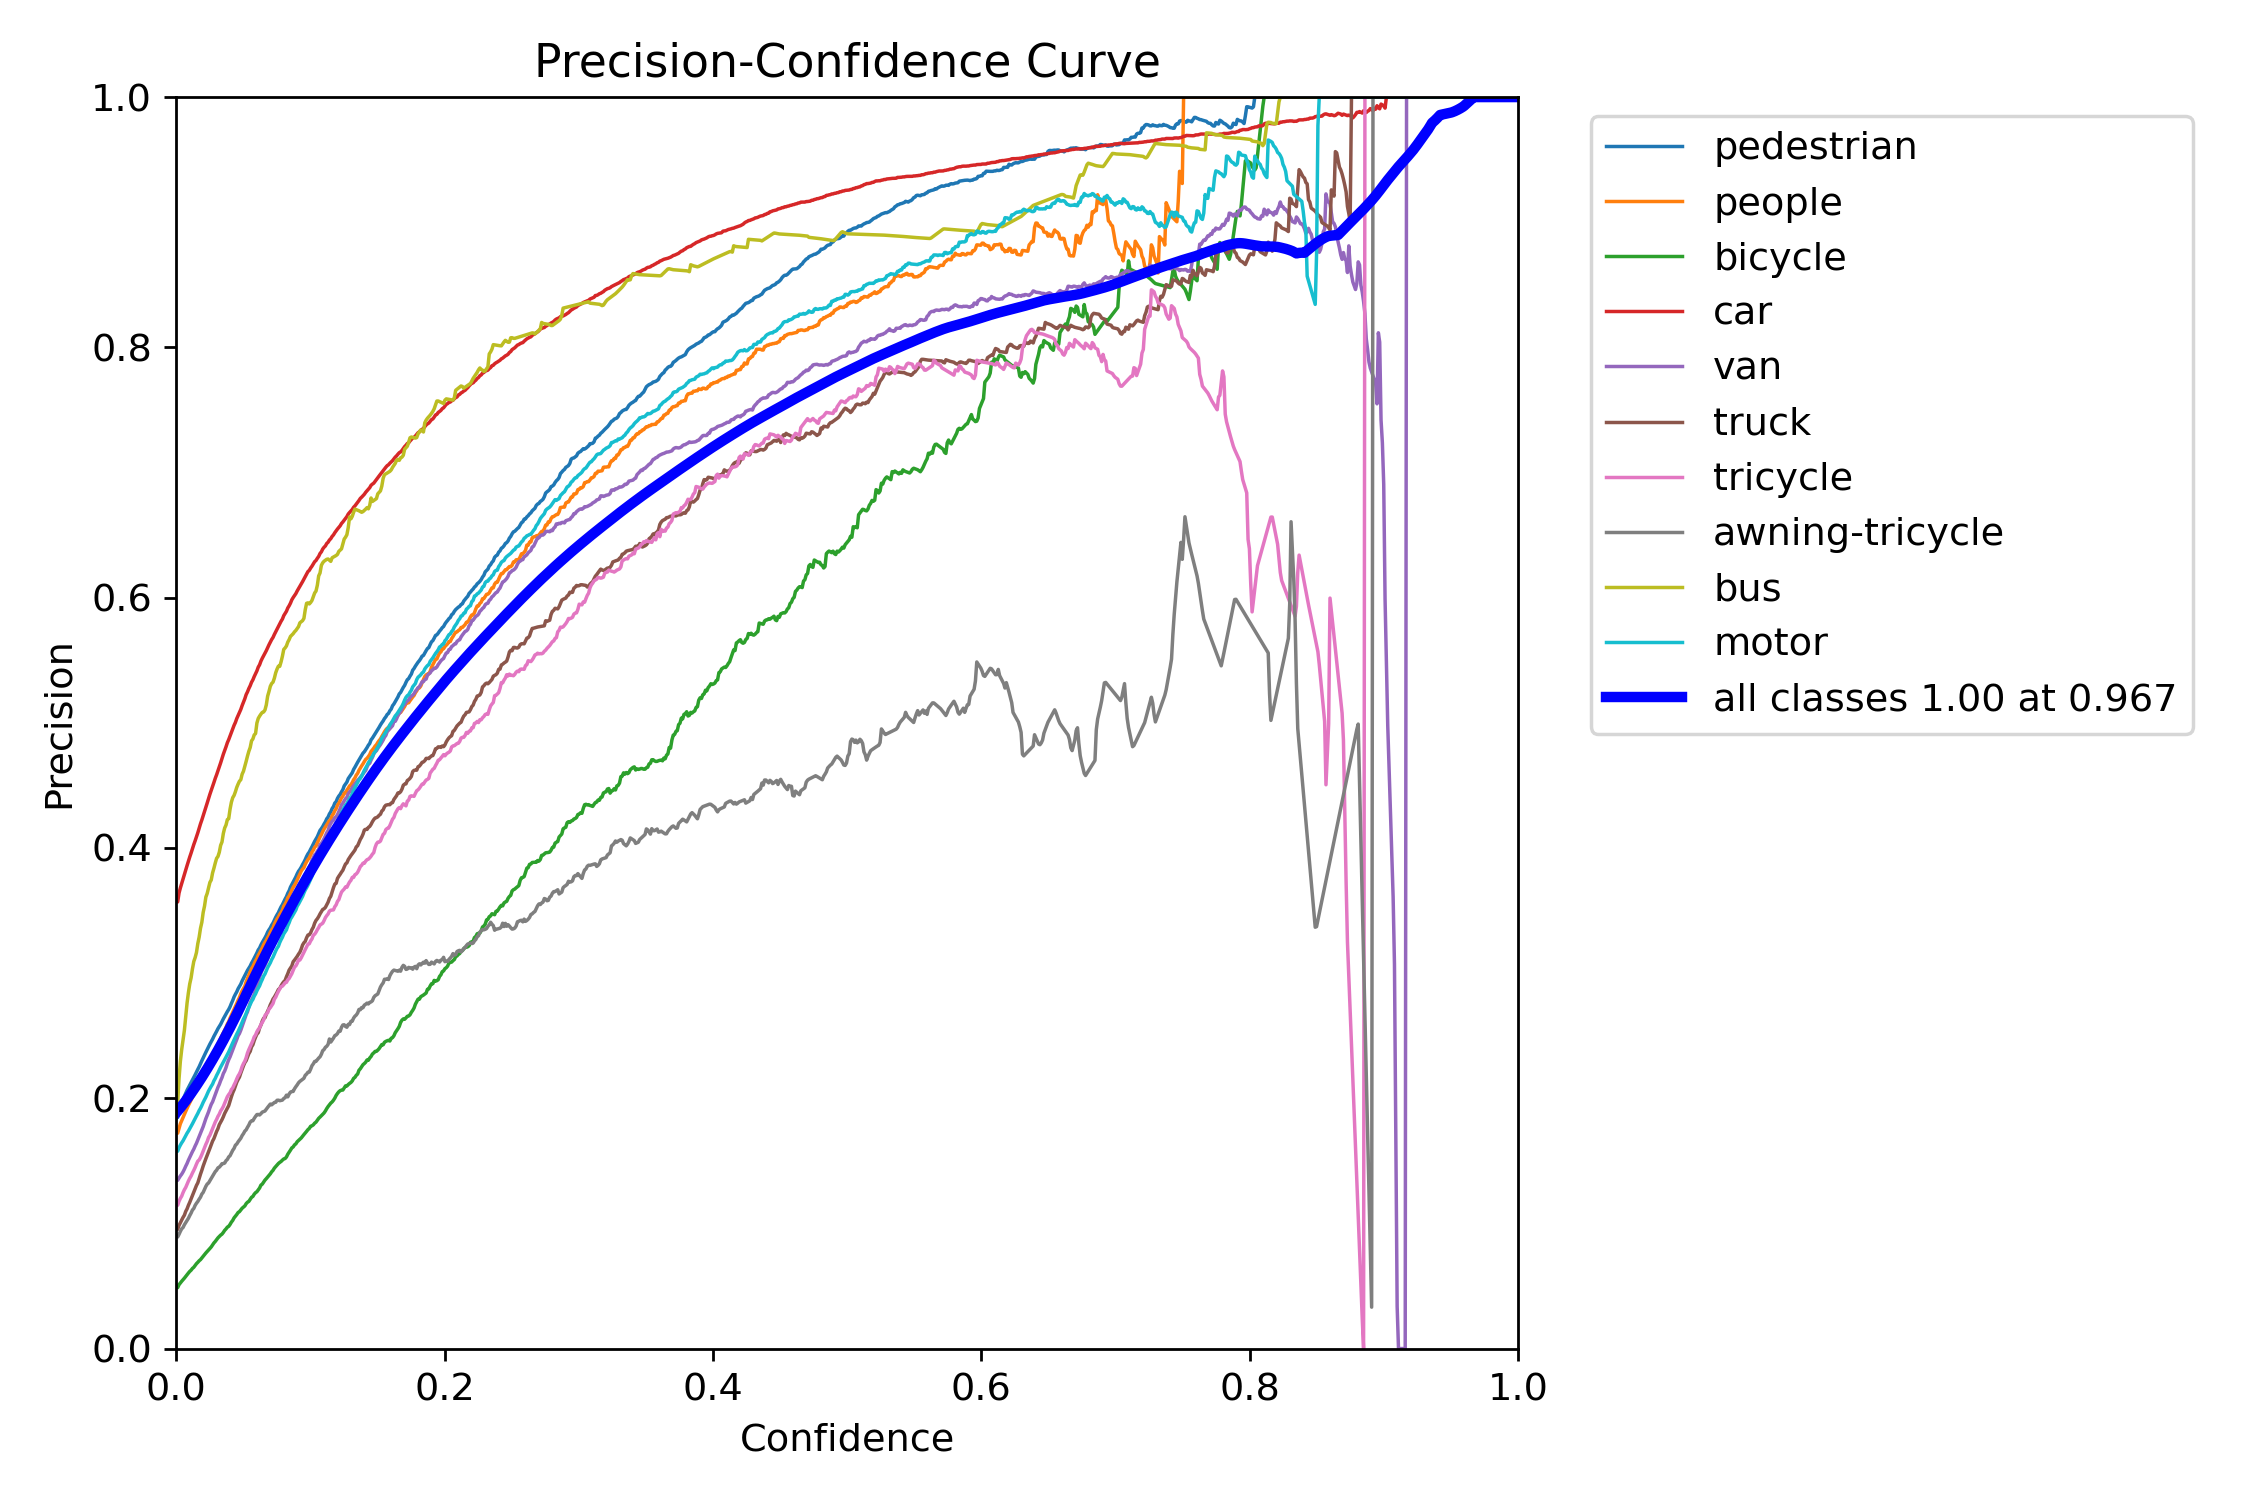 Precision-Confidence Curve
1.0
0.8
0.6
0.4
0.2
0.0
Precision
0.0 0.2 0.4 0.6 0.8 1.0
Confidence
pedestrian
people
bicycle
car
van
truck
tricycle
awning-tricycle
bus
motor
all classes 1.00 at 0.967